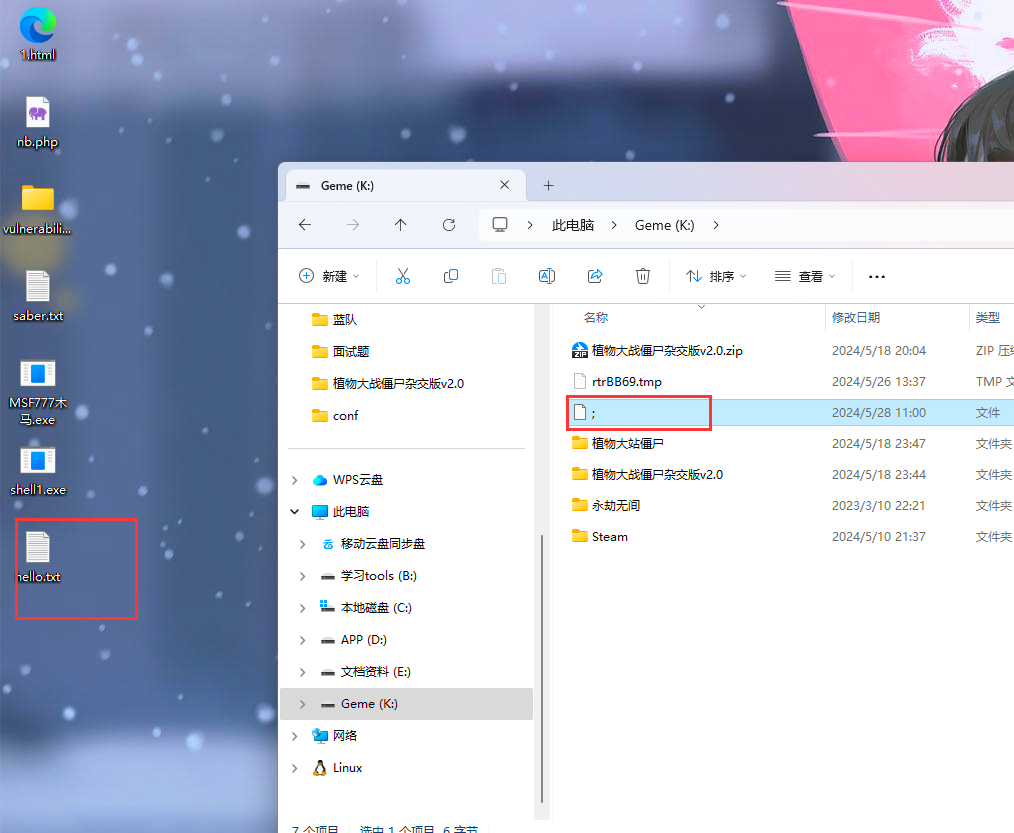 1.html
nb.php
vulnerabili...
saber.txt
MSF777木
马.exe
shell1.exe
hello.txt
Geme (K:)
此电脑 Geme (K:)
新建 排序 查看
蓝队
面试题
植物大战僵尸杂交版v2.0
conf
WPS云盘
此电脑
移动云盘同步盘
学习tools (B:)
本地磁盘 (C:)
APP (D:)
文档资料 (E:)
Geme (K:)
网络
Linux
名称 修改日期 类型
ZIP
植物大战僵尸杂交版v2.0.zip 2024/5/18 20:04 ZIP 压缩
rtrBB69.tmp 2024/5/26 13:37 TMP 文
; 2024/5/28 11:00 文件
植物大站僵尸 2024/5/18 23:47 文件夹
植物大战僵尸杂交版v2.0 2024/5/18 23:44 文件夹
永劫无间 2023/3/10 22:21 文件夹
Steam 2024/5/10 21:37 文件夹
7 个项目 选中 1 个项目 6 字节